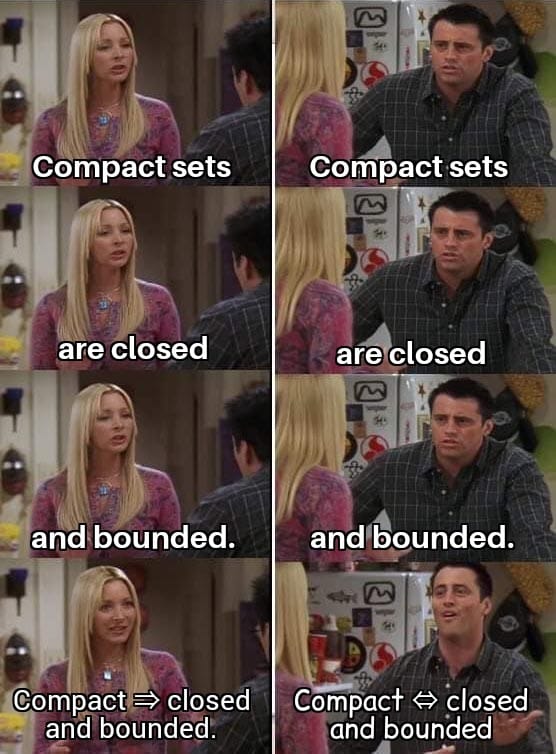 Compact sets
Compact sets
are closed
are closed
and bounded.
and bounded.
Compact ⇒ closed
and bounded.
Compact ⇔ closed
and bounded